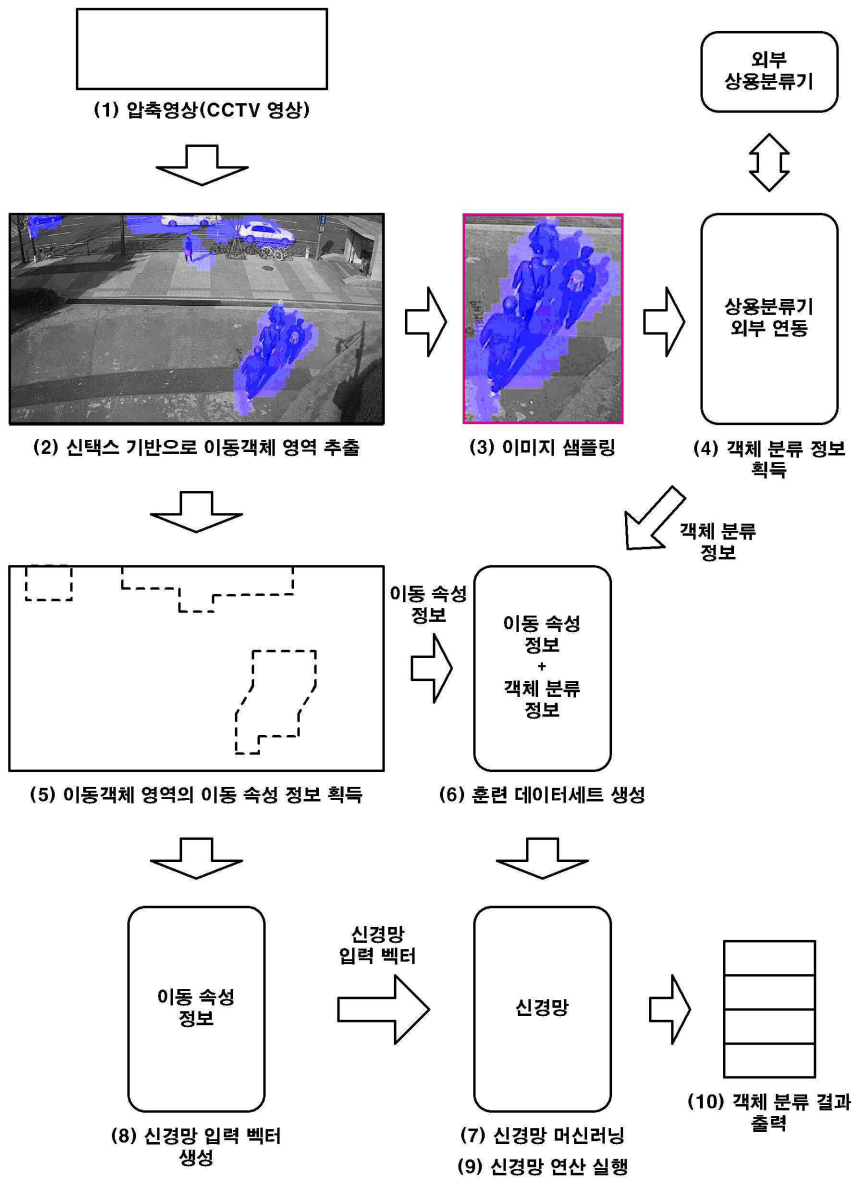 외부
상용분류기
(1) 압축영상(CCTV 영상)
상용분류기
외부 연동
(2) 신택스 기반으로 이동객체 영역 추출
(3) 이미지 샘플링
(4) 객체 분류 정보
획득
객체 분류
정보
이동 속성
정보
이동 속성
정보
+
객체 분류
정보
(5) 이동객체 영역의 이동 속성 정보 획득
(6) 훈련 데이터세트 생성
신경망
입력 벡터
이동 속성
정보
신경망
(8) 신경망 입력 벡터
생성
(7) 신경망 머신러닝
(9) 신경망 연산 실행
(10) 객체 분류 결과
출력